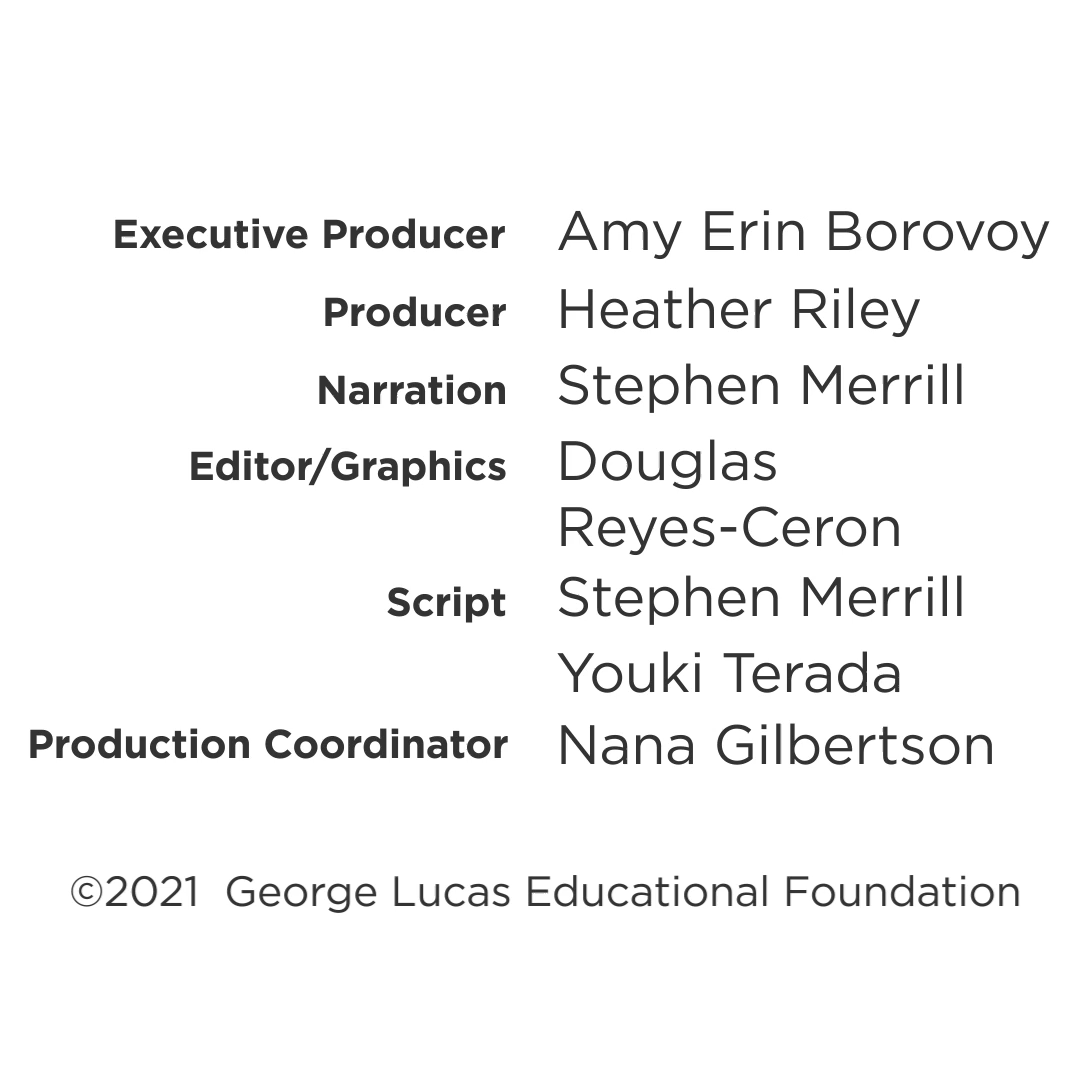 Executive Producer Amy Erin Borovoy
Producer Heather Riley
Narration Stephen Merrill
Editor/Graphics Douglas
Reyes-Ceron
Script Stephen Merrill
Youki Terada
Production Coordinator Nana Gilbertson
©2021 George Lucas Educational Foundation